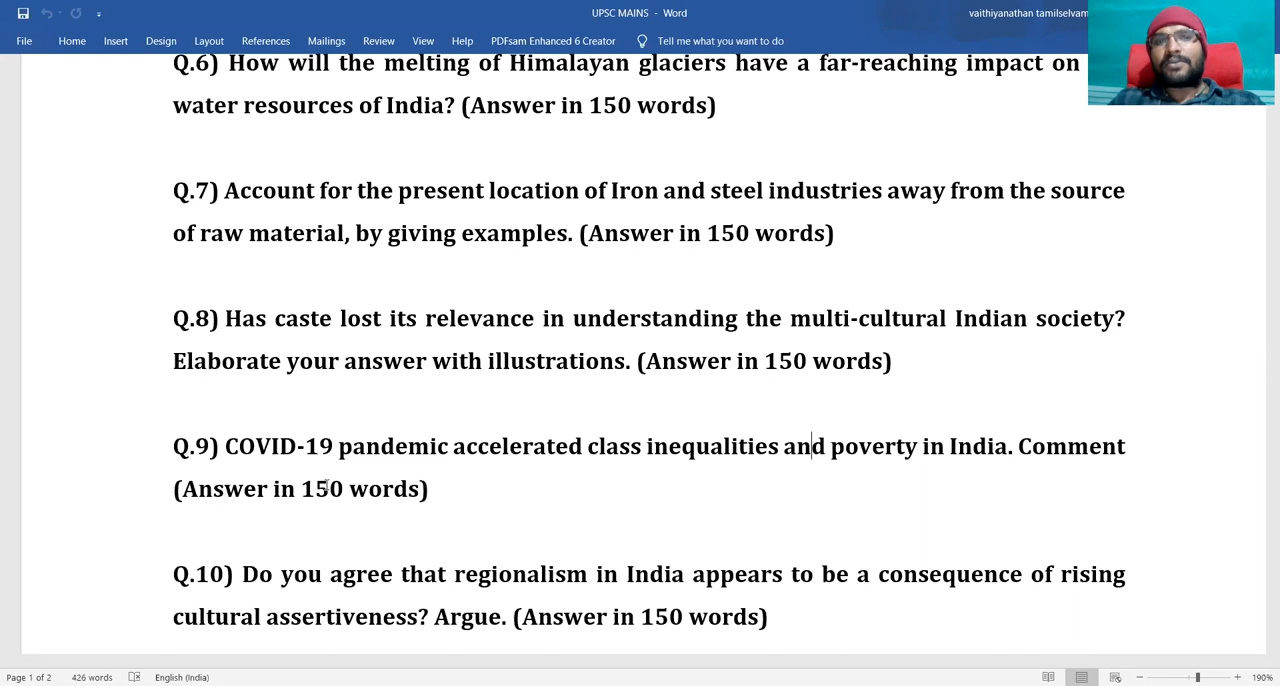 UPSC MAINS - Word
vaithiyanathan tamilselvam
File Home Insert Design Layout References Mailings Review View Help PDFsam Enhanced 6 Creator Tell me what you want to do
Q.6) How will the melting of Himalayan glaciers have a far-reaching impact on
water resources of India? (Answer in 150 words)
Q.7) Account for the present location of Iron and steel industries away from the source
of raw material, by giving examples. (Answer in 150 words)
Q.8) Has caste lost its relevance in understanding the multi-cultural Indian society?
Elaborate your answer with illustrations. (Answer in 150 words)
Q.9) COVID-19 pandemic accelerated class inequalities and poverty in India. Comment
(Answer in 150 words)
Q.10) Do you agree that regionalism in India appears to be a consequence of rising
cultural assertiveness? Argue. (Answer in 150 words)
Page 1 of 2 426 words English (India) 190%